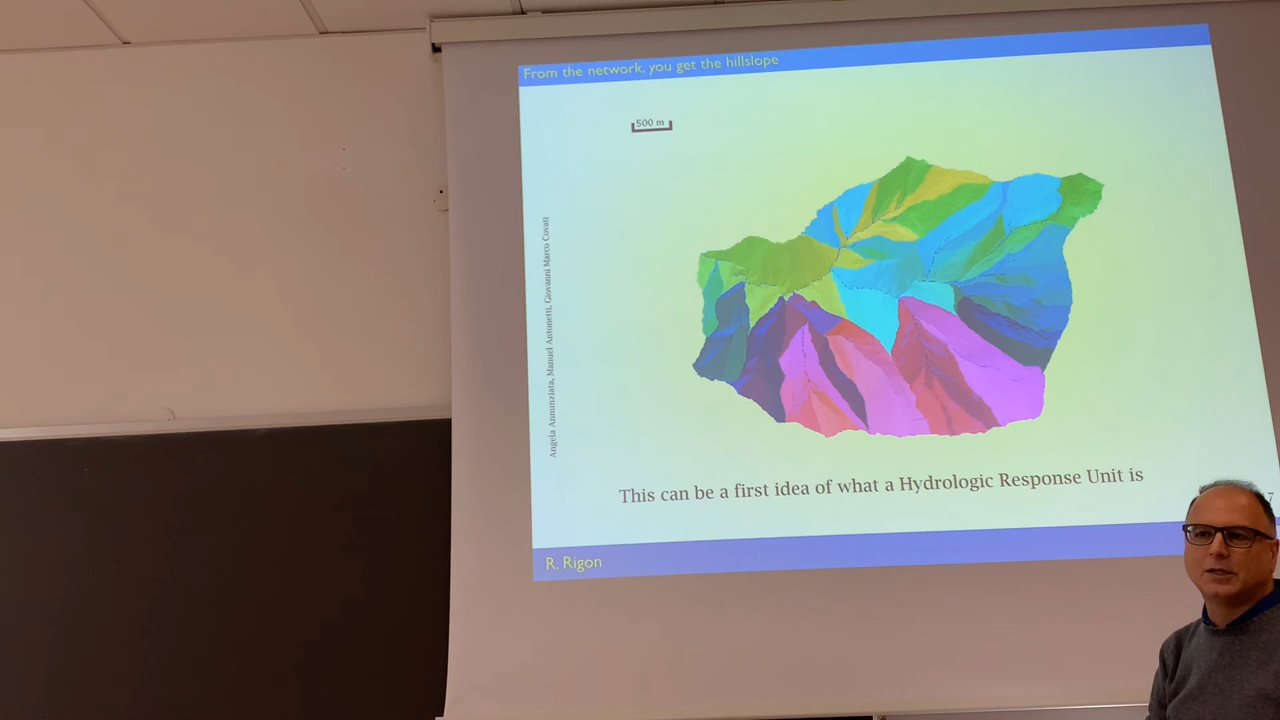 From the network, you get the hillslope
500 m
Angela Annunziata, Manuel Antonetti, Giovanni Marco Covati
This can be a first idea of what a Hydrologic Response Unit is
R. Rigon